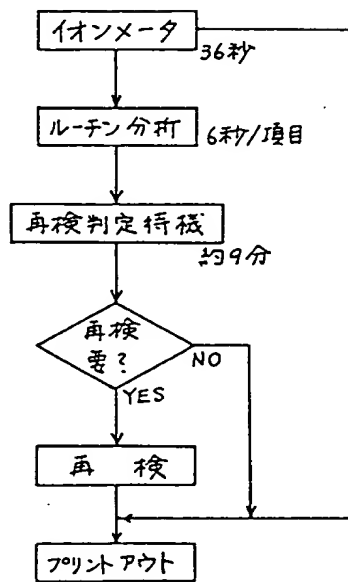 イオンメータ
36秒
ルーチン分析
6秒/項目
再検判定待機
約9分
再検
要?
NO
YES
再検
プリントアウト